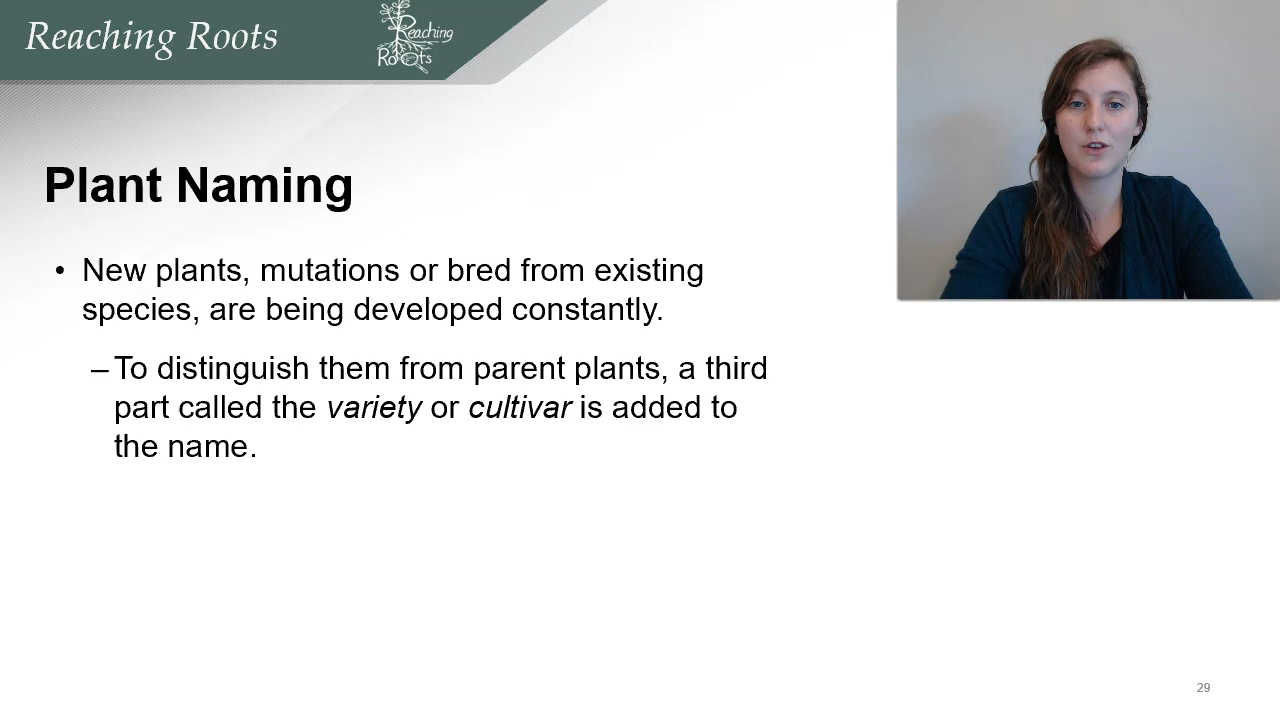 Reaching Roots
Reaching
Roots
Plant Naming
• New plants, mutations or bred from existing
species, are being developed constantly.
– To distinguish them from parent plants, a third
part called the variety or cultivar is added to
the name.
29